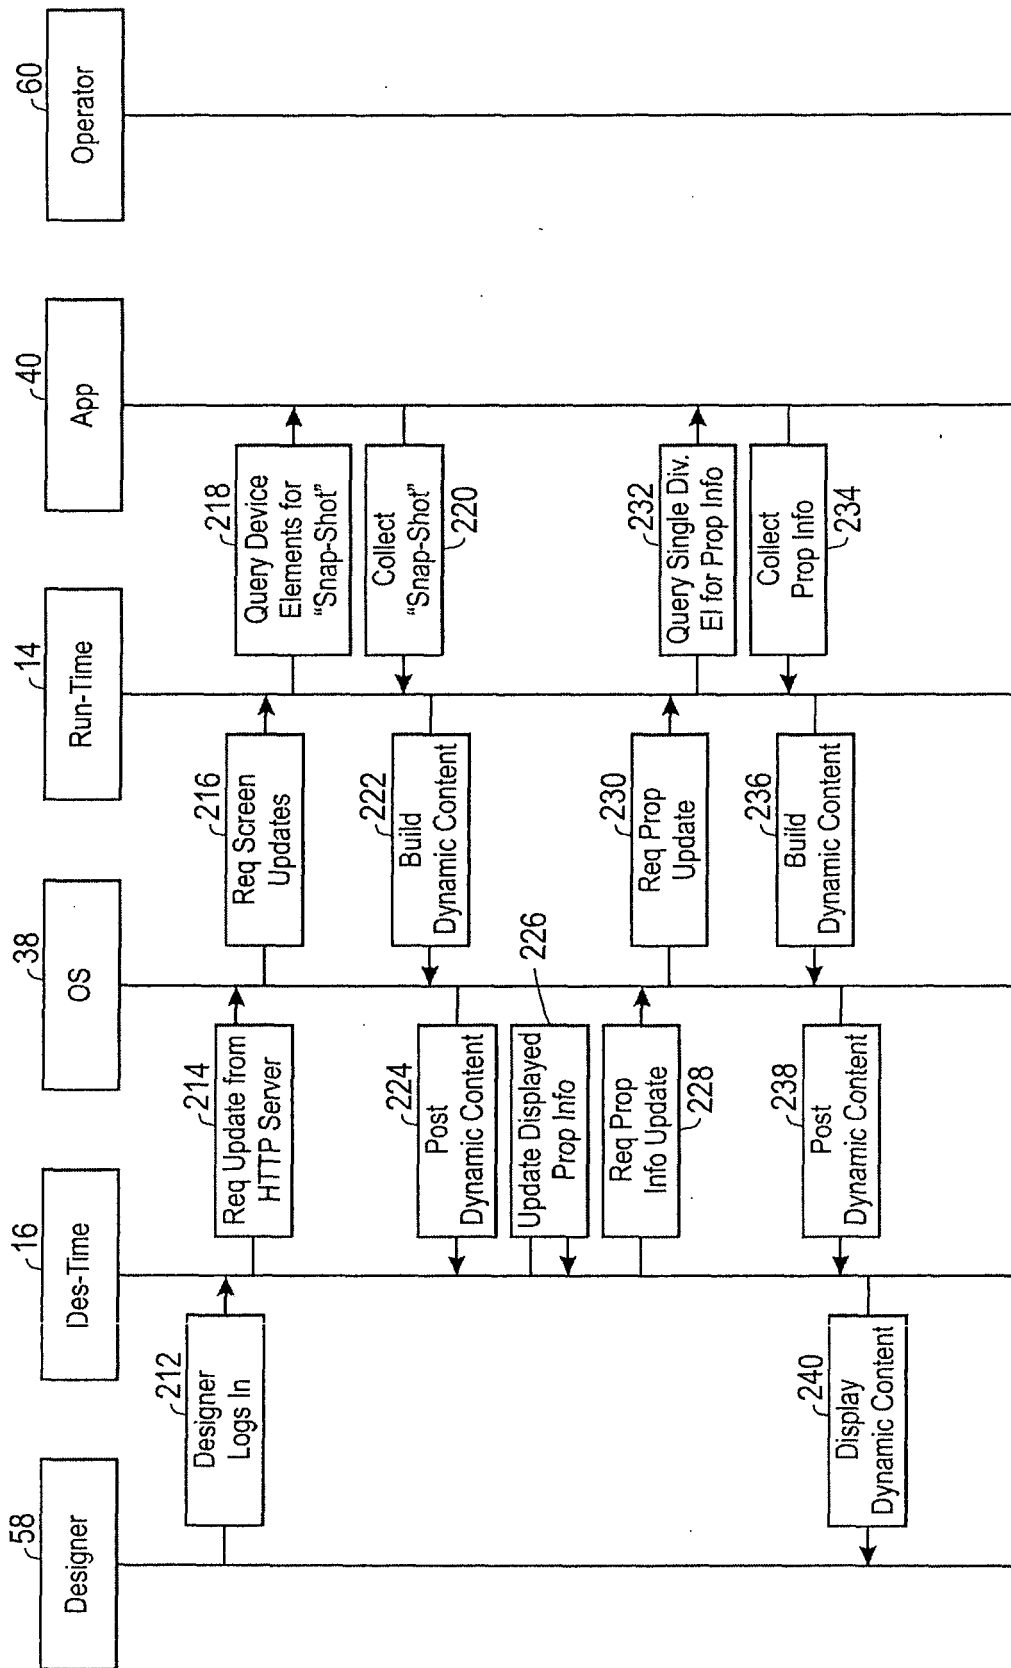 58
Designer
16
Des-Time
38
OS
14
Run-Time
40
App
60
Operator
212
Designer
Logs In
214
Req Update from
HTTP Server
216
Req Screen
Updates
218
Query Device
Elements for
“Snap-Shot”
Collect
“Snap-Shot”
220
222
Build
Dynamic Content
224
Post
Dynamic Content
226
Update Displayed
Prop Info
Req Prop
Info Update
228
230
Req Prop
Update
232
Query Single Div.
El for Prop Info
Collect
Prop Info
234
236
Build
Dynamic Content
238
Post
Dynamic Content
240
Display
Dynamic Content